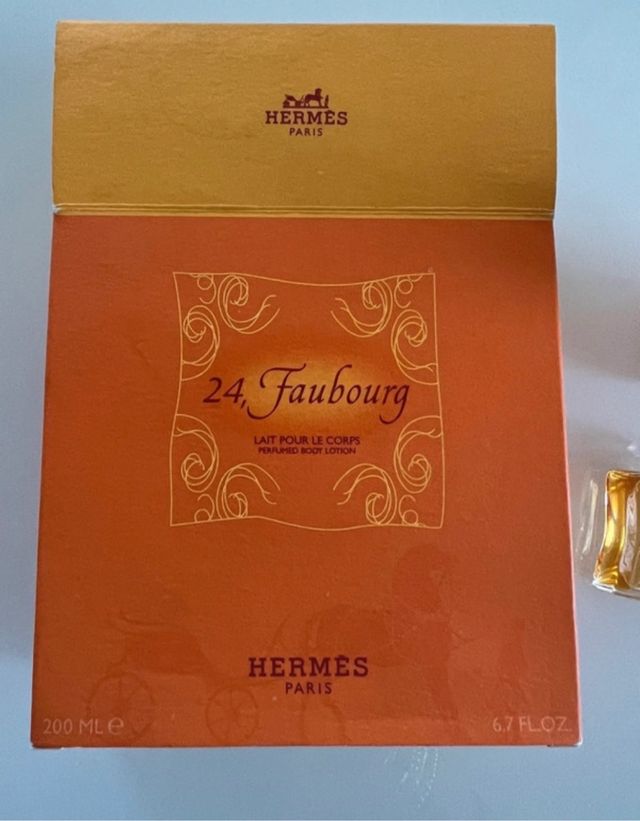 HERMÈS
PARIS
24, Faubourg
LAIT POUR LE CORPS
PERFUMED BODY LOTION
HERMÈS
PARIS
200 ML ℮
6.7 FL.OZ.